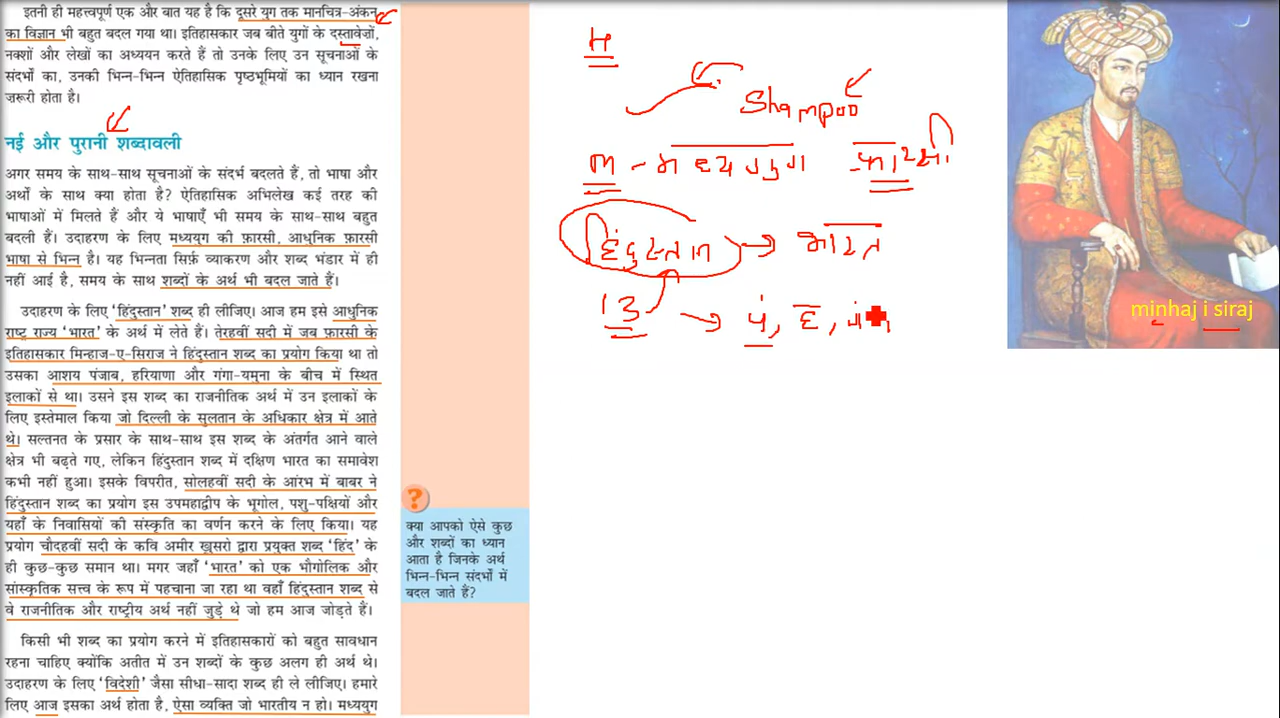 इतनी ही महत्त्वपूर्ण एक और बात यह है कि दूसरे युग तक मानचित्र-अंकन
का विज्ञान भी बहुत बदल गया था। इतिहासकार जब बीते युगों के दस्तावेज़ों,
नक्शों और लेखों का अध्ययन करते हैं तो उनके लिए उन सूचनाओं के
संदर्भों का, उनकी भिन्न-भिन्न ऐतिहासिक पृष्ठभूमियों का ध्यान रखना
ज़रूरी होता है।
नई और पुरानी शब्दावली
अगर समय के साथ-साथ सूचनाओं के संदर्भ बदलते हैं, तो भाषा और
अर्थों के साथ क्या होता है? ऐतिहासिक अभिलेख कई तरह की
भाषाओं में मिलते हैं और ये भाषाएँ भी समय के साथ-साथ बहुत
बदली हैं। उदाहरण के लिए मध्ययुग की फ़ारसी, आधुनिक फ़ारसी
भाषा से भिन्न है। यह भिन्नता सिर्फ़ व्याकरण और शब्द भंडार में ही
नहीं आई है, समय के साथ शब्दों के अर्थ भी बदल जाते हैं।
उदाहरण के लिए 'हिंदुस्तान' शब्द ही लीजिए। आज हम इसे आधुनिक
राष्ट्र राज्य 'भारत' के अर्थ में लेते हैं। तेरहवीं सदी में जब फ़ारसी के
इतिहासकार मिन्हाज-ए-सिराज ने हिंदुस्तान शब्द का प्रयोग किया था तो
उसका आशय पंजाब, हरियाणा और गंगा-यमुना के बीच में स्थित
इलाकों से था। उसने इस शब्द का राजनीतिक अर्थ में उन इलाकों के
लिए इस्तेमाल किया जो दिल्ली के सुलतान के अधिकार क्षेत्र में आते
थे। सल्तनत के प्रसार के साथ-साथ इस शब्द के अंतर्गत आने वाले
क्षेत्र भी बढ़ते गए, लेकिन हिंदुस्तान शब्द में दक्षिण भारत का समावेश
कभी नहीं हुआ। इसके विपरीत, सोलहवीं सदी के आरंभ में बाबर ने
हिंदुस्तान शब्द का प्रयोग इस उपमहाद्वीप के भूगोल, पशु-पक्षियों और
यहाँ के निवासियों की संस्कृति का वर्णन करने के लिए किया। यह
प्रयोग चौदहवीं सदी के कवि अमीर ख़ुसरो द्वारा प्रयुक्त शब्द 'हिंद' के
ही कुछ-कुछ समान था। मगर जहाँ 'भारत' को एक भौगोलिक और
सांस्कृतिक सत्त्व के रूप में पहचाना जा रहा था वहाँ हिंदुस्तान शब्द से
वे राजनीतिक और राष्ट्रीय अर्थ नहीं जुड़े थे जो हम आज जोड़ते हैं।
किसी भी शब्द का प्रयोग करने में इतिहासकारों को बहुत सावधान
रहना चाहिए क्योंकि अतीत में उन शब्दों के कुछ अलग ही अर्थ थे।
उदाहरण के लिए 'विदेशी' जैसा सीधा-सादा शब्द ही ले लीजिए। हमारे
लिए आज इसका अर्थ होता है, ऐसा व्यक्ति जो भारतीय न हो। मध्ययुग
?
क्या आपको ऐसे कुछ
और शब्दों का ध्यान
आता है जिनके अर्थ
भिन्न-भिन्न संदर्भों में
बदल जाते हैं?
H
Shampoo
m - मध्ययुग फारसी
हिंदुस्तान → भारत
13 → पं, ह,
minhaj i siraj